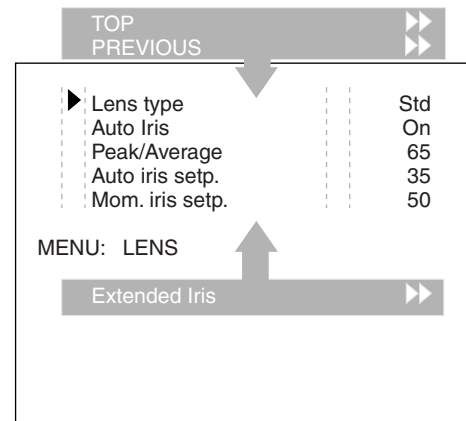 TOP
PREVIOUS
Lens type Std
Auto Iris On
Peak/Average 65
Auto iris setp. 35
Mom. iris setp. 50
MENU: LENS
Extended Iris